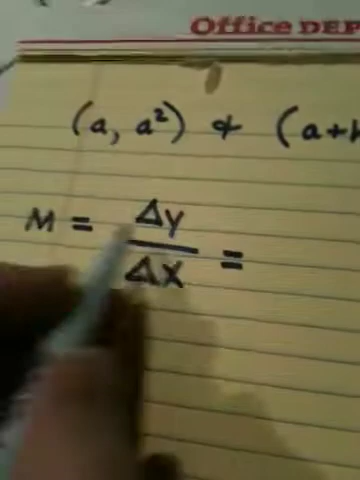 Office DEP
(a, a²) & (a+h
M = Δy/Δx =